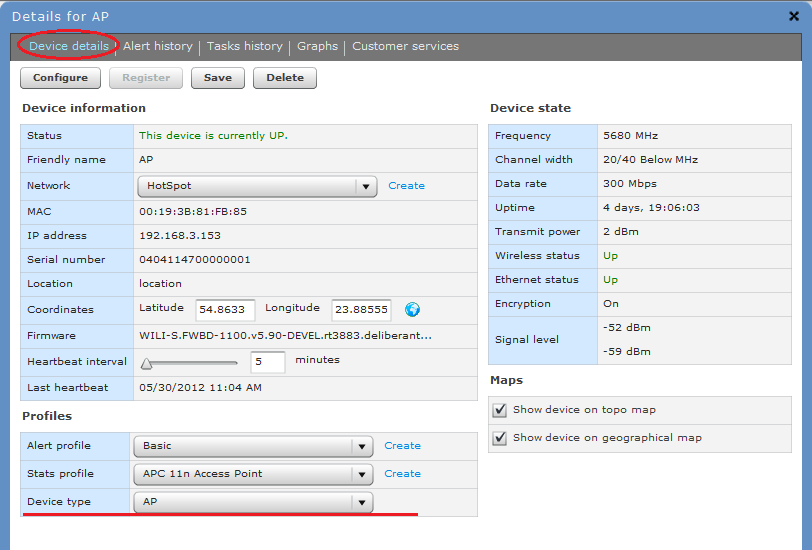 Details for AP
Device details Alert history Tasks history Graphs Customer services
Configure Register Save Delete
Device information
Status This device is currently UP.
Friendly name AP
Network HotSpot Create
MAC 00:19:3B:81:FB:85
IP address 192.168.3.153
Serial number 0404114700000001
Location location
Coordinates Latitude 54.8633 Longitude 23.88555
Firmware WILI-S.FWBD-1100.v5.90-DEVEL.rt3883.deliberant...
Heartbeat interval 5 minutes
Last heartbeat 05/30/2012 11:04 AM
Profiles
Alert profile Basic Create
Stats profile APC 11n Access Point Create
Device type AP
Device state
Frequency 5680 MHz
Channel width 20/40 Below MHz
Data rate 300 Mbps
Uptime 4 days, 19:06:03
Transmit power 2 dBm
Wireless status Up
Ethernet status Up
Encryption On
Signal level -52 dBm
-59 dBm
Maps
Show device on topo map
Show device on geographical map